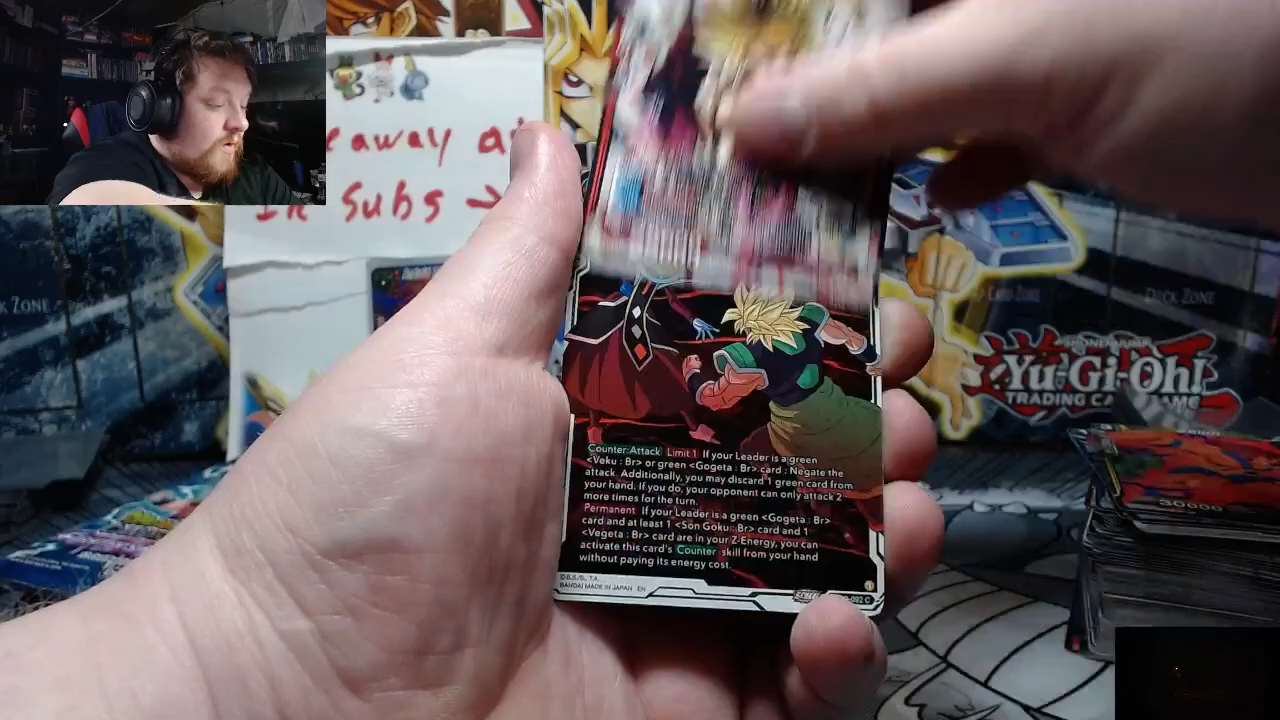 away
Subs →
K ZONE
DECK ZONE
SHONEN JUMP
Yu-Gi-Oh!
TRADING CA GAME
30000
Counter:Attack Limit 1 If your Leader is a green
<Veku : Br> or green <Gogeta : Br> card : Negate the
attack. Additionally, you may discard 1 green card from
your hand. If you do, your opponent can only attack 2
more times for the turn.
Permanent If your Leader is a green <Gogeta : Br>
card and at least 1 <Son Goku : Br> card and 1
<Vegeta : Br> card are in your Z-Energy, you can
activate this card's Counter skill from your hand
without paying its energy cost.
©B.S./S., T.A.
BANDAI MADE IN JAPAN EN